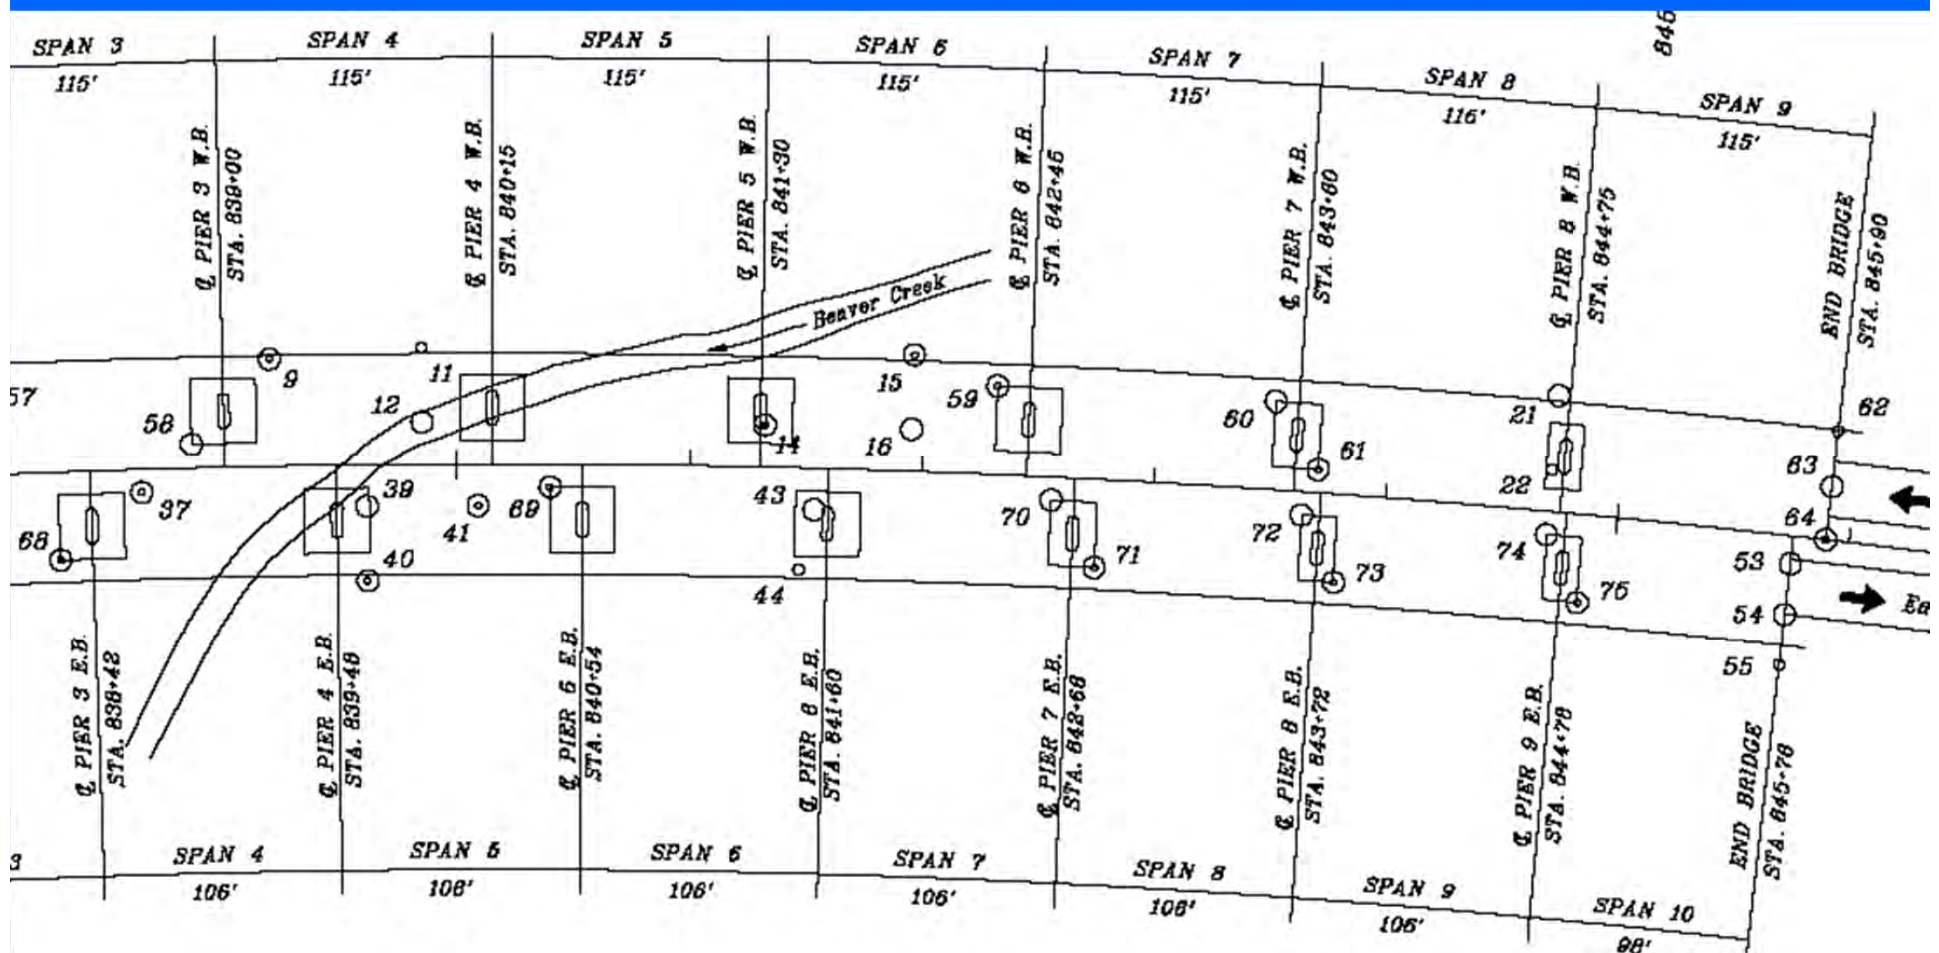 845
SPAN 3
SPAN 4
SPAN 5
SPAN 6
SPAN 7
SPAN 8
SPAN 9
115'
115'
115'
115'
115'
115'
115'
℄ PIER 3 W.B.
STA. 839+00
℄ PIER 4 W.B.
STA. 840+15
℄ PIER 5 W.B.
STA. 841+30
℄ PIER 6 W.B.
STA. 842+45
℄ PIER 7 W.B.
STA. 843+60
℄ PIER 8 W.B.
STA. 844+75
END BRIDGE
STA. 845+90
Beaver Creek
57
58
9
11
12
14
15
16
59
60
61
21
22
62
63
64
68
37
39
40
41
69
43
44
70
71
72
73
74
75
53
54
55
Ea
℄ PIER 3 E.B.
STA. 838+42
℄ PIER 4 E.B.
STA. 839+48
℄ PIER 5 E.B.
STA. 840+54
℄ PIER 6 E.B.
STA. 841+60
℄ PIER 7 E.B.
STA. 842+66
℄ PIER 8 E.B.
STA. 843+72
℄ PIER 9 E.B.
STA. 844+78
END BRIDGE
STA. 845+76
3
SPAN 4
SPAN 5
SPAN 6
SPAN 7
SPAN 8
SPAN 9
SPAN 10
106'
106'
106'
106'
106'
106'
98'